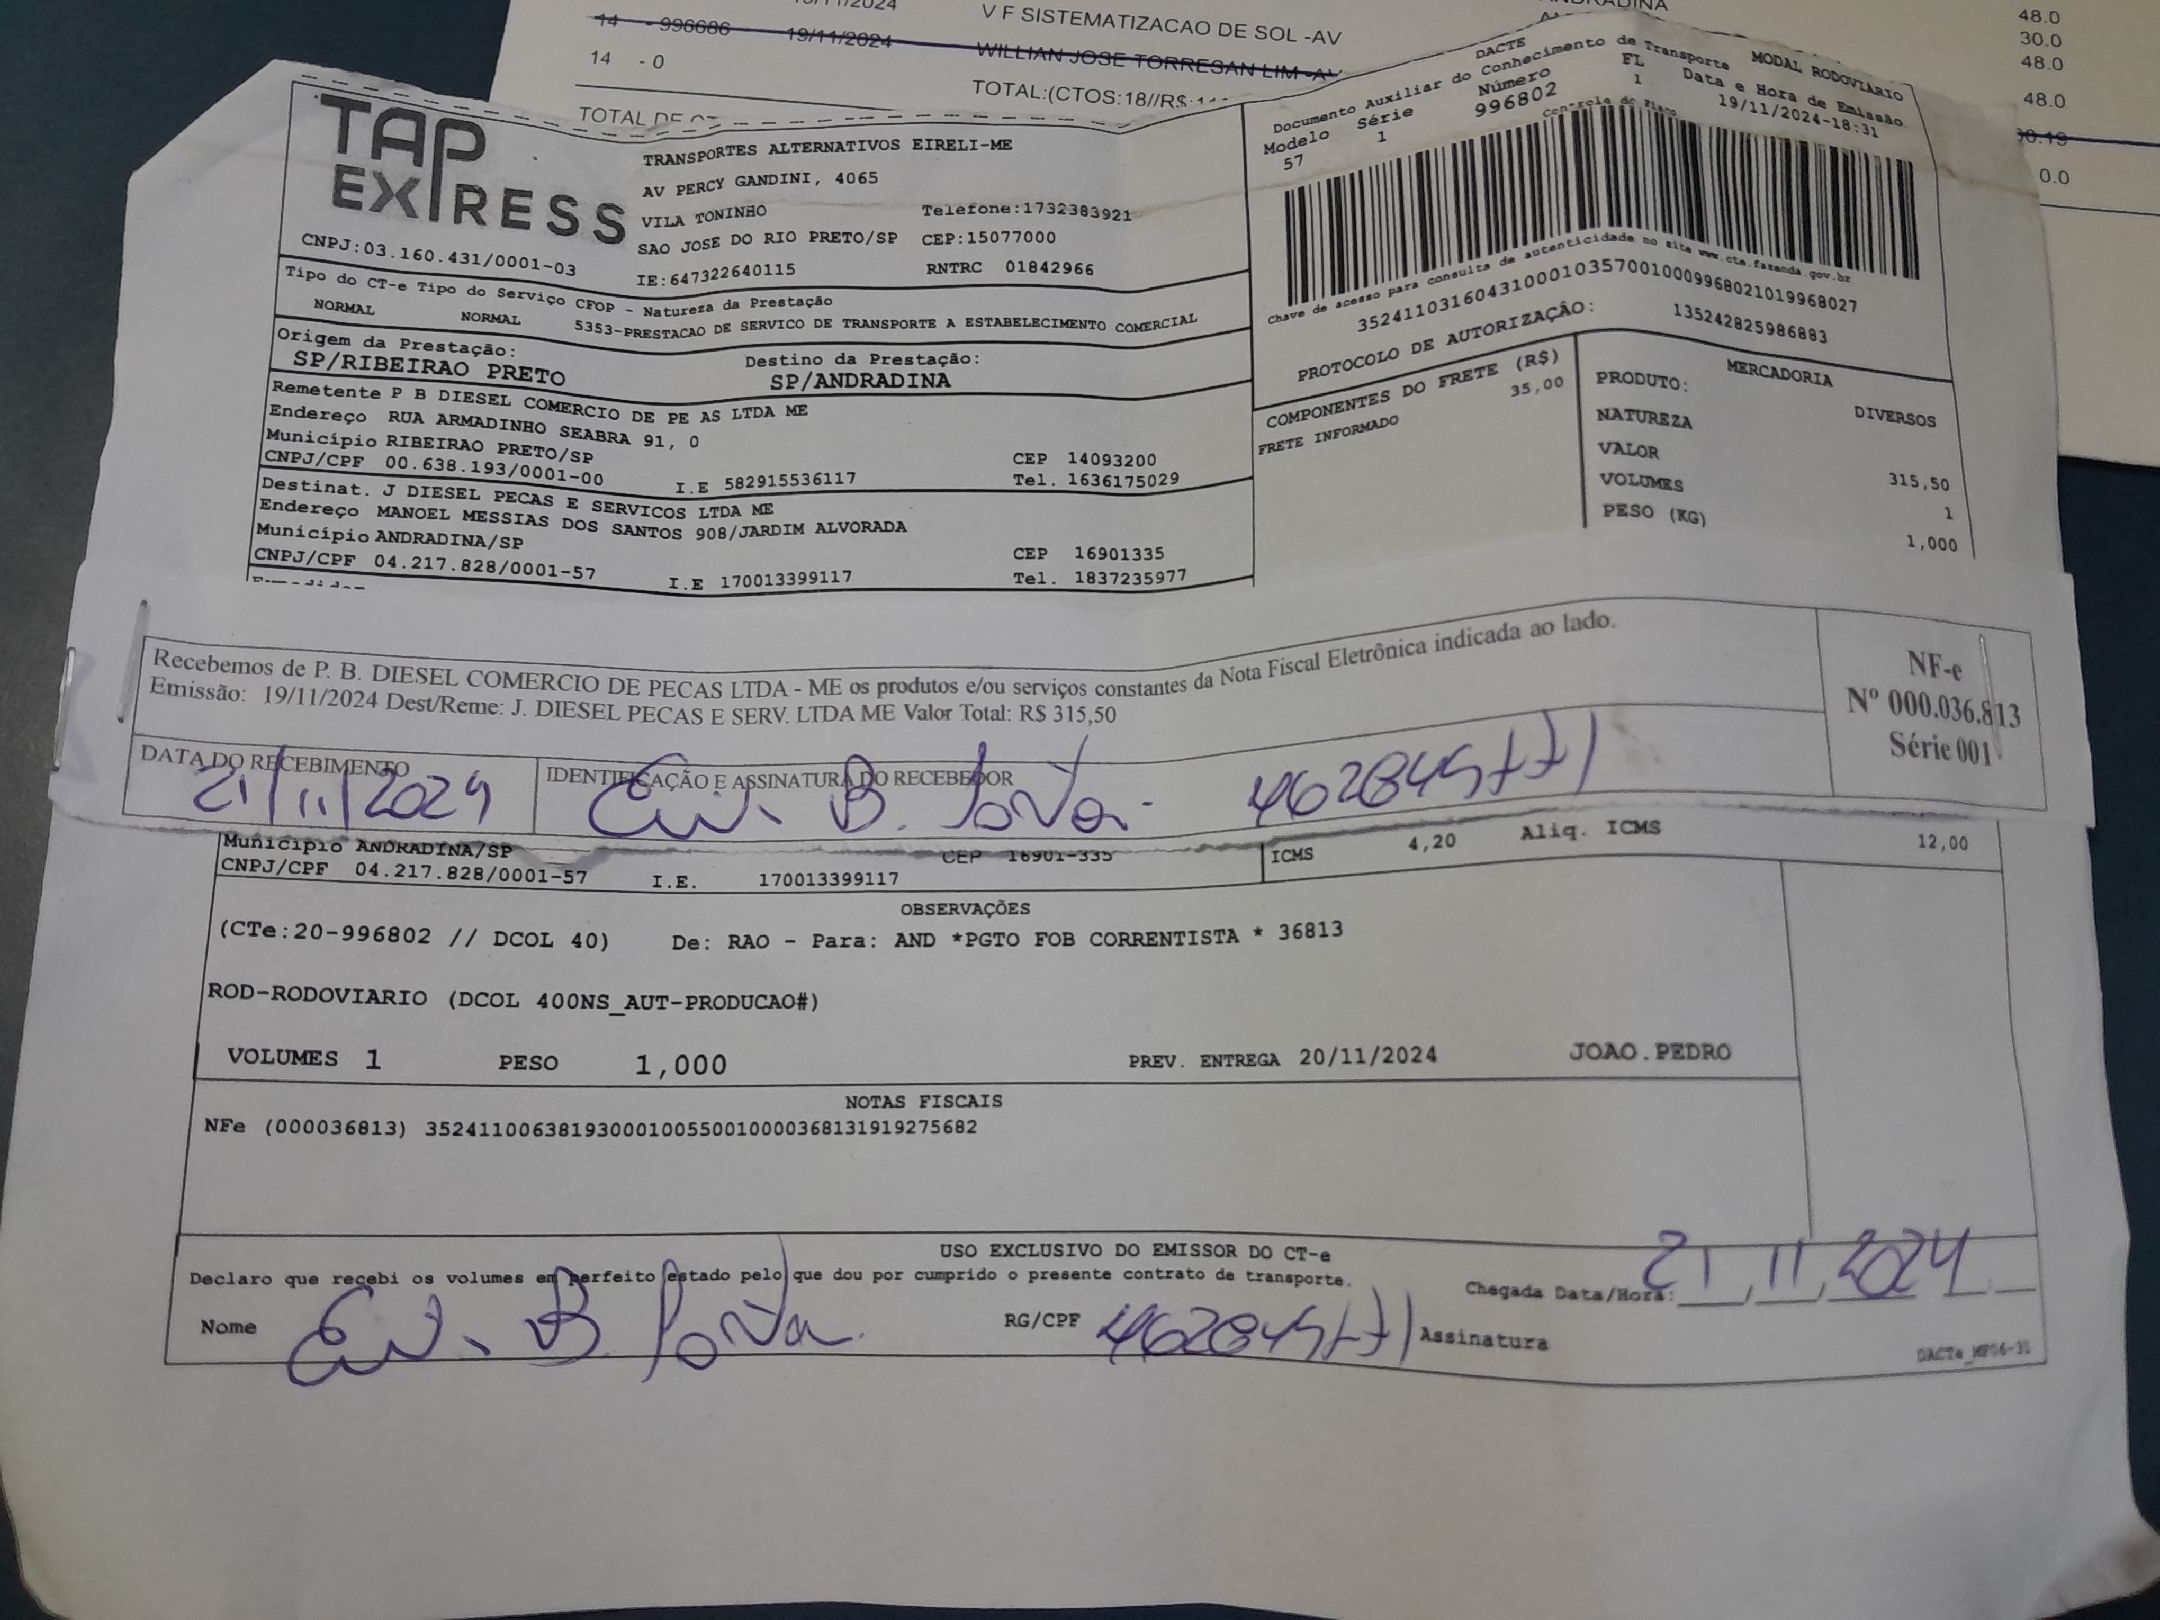 19/11/2024 V F SISTEMATIZACAO DE SOL -AV ANDRADINA 48.0
14 - 996686 19/11/2024 WILLIAN JOSE TORRESAN LIM -AV 30.0
48.0
14 - 0 TOTAL:(CTOS:18//R$: 48.0
TOTAL DE
0.0
TAP EXPRESS
CNPJ:03.160.431/0001-03
TRANSPORTES ALTERNATIVOS EIRELI-ME
AV PERCY GANDINI, 4065
VILA TONINHO Telefone:1732383921
SAO JOSE DO RIO PRETO/SP CEP:15077000
IE:647322640115 RNTRC 01842966
DACTE MODAL RODOVIÁRIO
Documento Auxiliar do Conhecimento de Transporte
Modelo Série Número FL Data e Hora de Emissão
57 1 996802 1 19/11/2024-18:31
Controle do Fisco
Chave de acesso para consulta de autenticidade no site www.cte.fazenda.gov.br
35241103160431000103570010009968021019968027
PROTOCOLO DE AUTORIZAÇÃO: 135242825986883
Tipo do CT-e Tipo do Serviço CFOP - Natureza da Prestação
NORMAL NORMAL 5353-PRESTACAO DE SERVICO DE TRANSPORTE A ESTABELECIMENTO COMERCIAL
Origem da Prestação: Destino da Prestação:
SP/RIBEIRAO PRETO SP/ANDRADINA
Remetente P B DIESEL COMERCIO DE PE AS LTDA ME
Endereço RUA ARMADINHO SEABRA 91, 0
Município RIBEIRAO PRETO/SP CEP 14093200
CNPJ/CPF 00.638.193/0001-00 I.E 582915536117 Tel. 1636175029
Destinat. J DIESEL PECAS E SERVICOS LTDA ME
Endereço MANOEL MESSIAS DOS SANTOS 908/JARDIM ALVORADA
Município ANDRADINA/SP CEP 16901335
CNPJ/CPF 04.217.828/0001-57 I.E 170013399117 Tel. 1837235977
COMPONENTES DO FRETE (R$)
FRETE INFORMADO 35,00
MERCADORIA
PRODUTO: DIVERSOS
NATUREZA
VALOR 315,50
VOLUMES 1
PESO (KG) 1,000
Recebemos de P. B. DIESEL COMERCIO DE PECAS LTDA - ME os produtos e/ou serviços constantes da Nota Fiscal Eletrônica indicada ao lado.
Emissão: 19/11/2024 Dest/Reme: J. DIESEL PECAS E SERV. LTDA ME Valor Total: R$ 315,50
NF-e
Nº 000.036.813
Série 001
DATA DO RECEBIMENTO IDENTIFICAÇÃO E ASSINATURA DO RECEBEDOR
21/11/2024
Município ANDRADINA/SP CEP 16901-335
CNPJ/CPF 04.217.828/0001-57 I.E. 170013399117
ICMS 4,20 Aliq. ICMS 12,00
OBSERVAÇÕES
(CTe:20-996802 // DCOL 40) De: RAO - Para: AND *PGTO FOB CORRENTISTA * 36813
ROD-RODOVIARIO (DCOL 400NS_AUT-PRODUCAO#)
VOLUMES 1 PESO 1,000 PREV. ENTREGA 20/11/2024 JOAO.PEDRO
NOTAS FISCAIS
NFe (000036813) 35241100638193000100550010000368131919275682
USO EXCLUSIVO DO EMISSOR DO CT-e
Declaro que recebi os volumes em perfeito estado pelo que dou por cumprido o presente contrato de transporte.
Chegada Data/Hora: 21/11/2024
Nome RG/CPF Assinatura